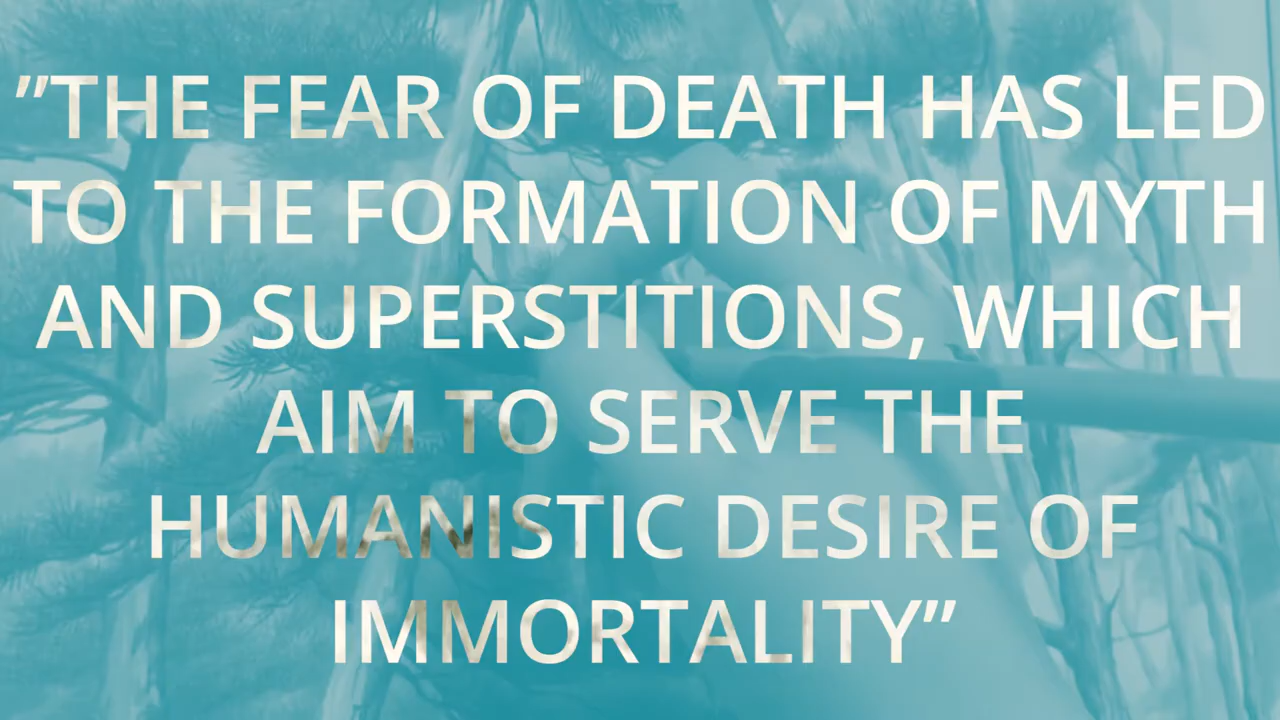 ”THE FEAR OF DEATH HAS LED
TO THE FORMATION OF MYTH
AND SUPERSTITIONS, WHICH
AIM TO SERVE THE
HUMANISTIC DESIRE OF
IMMORTALITY”